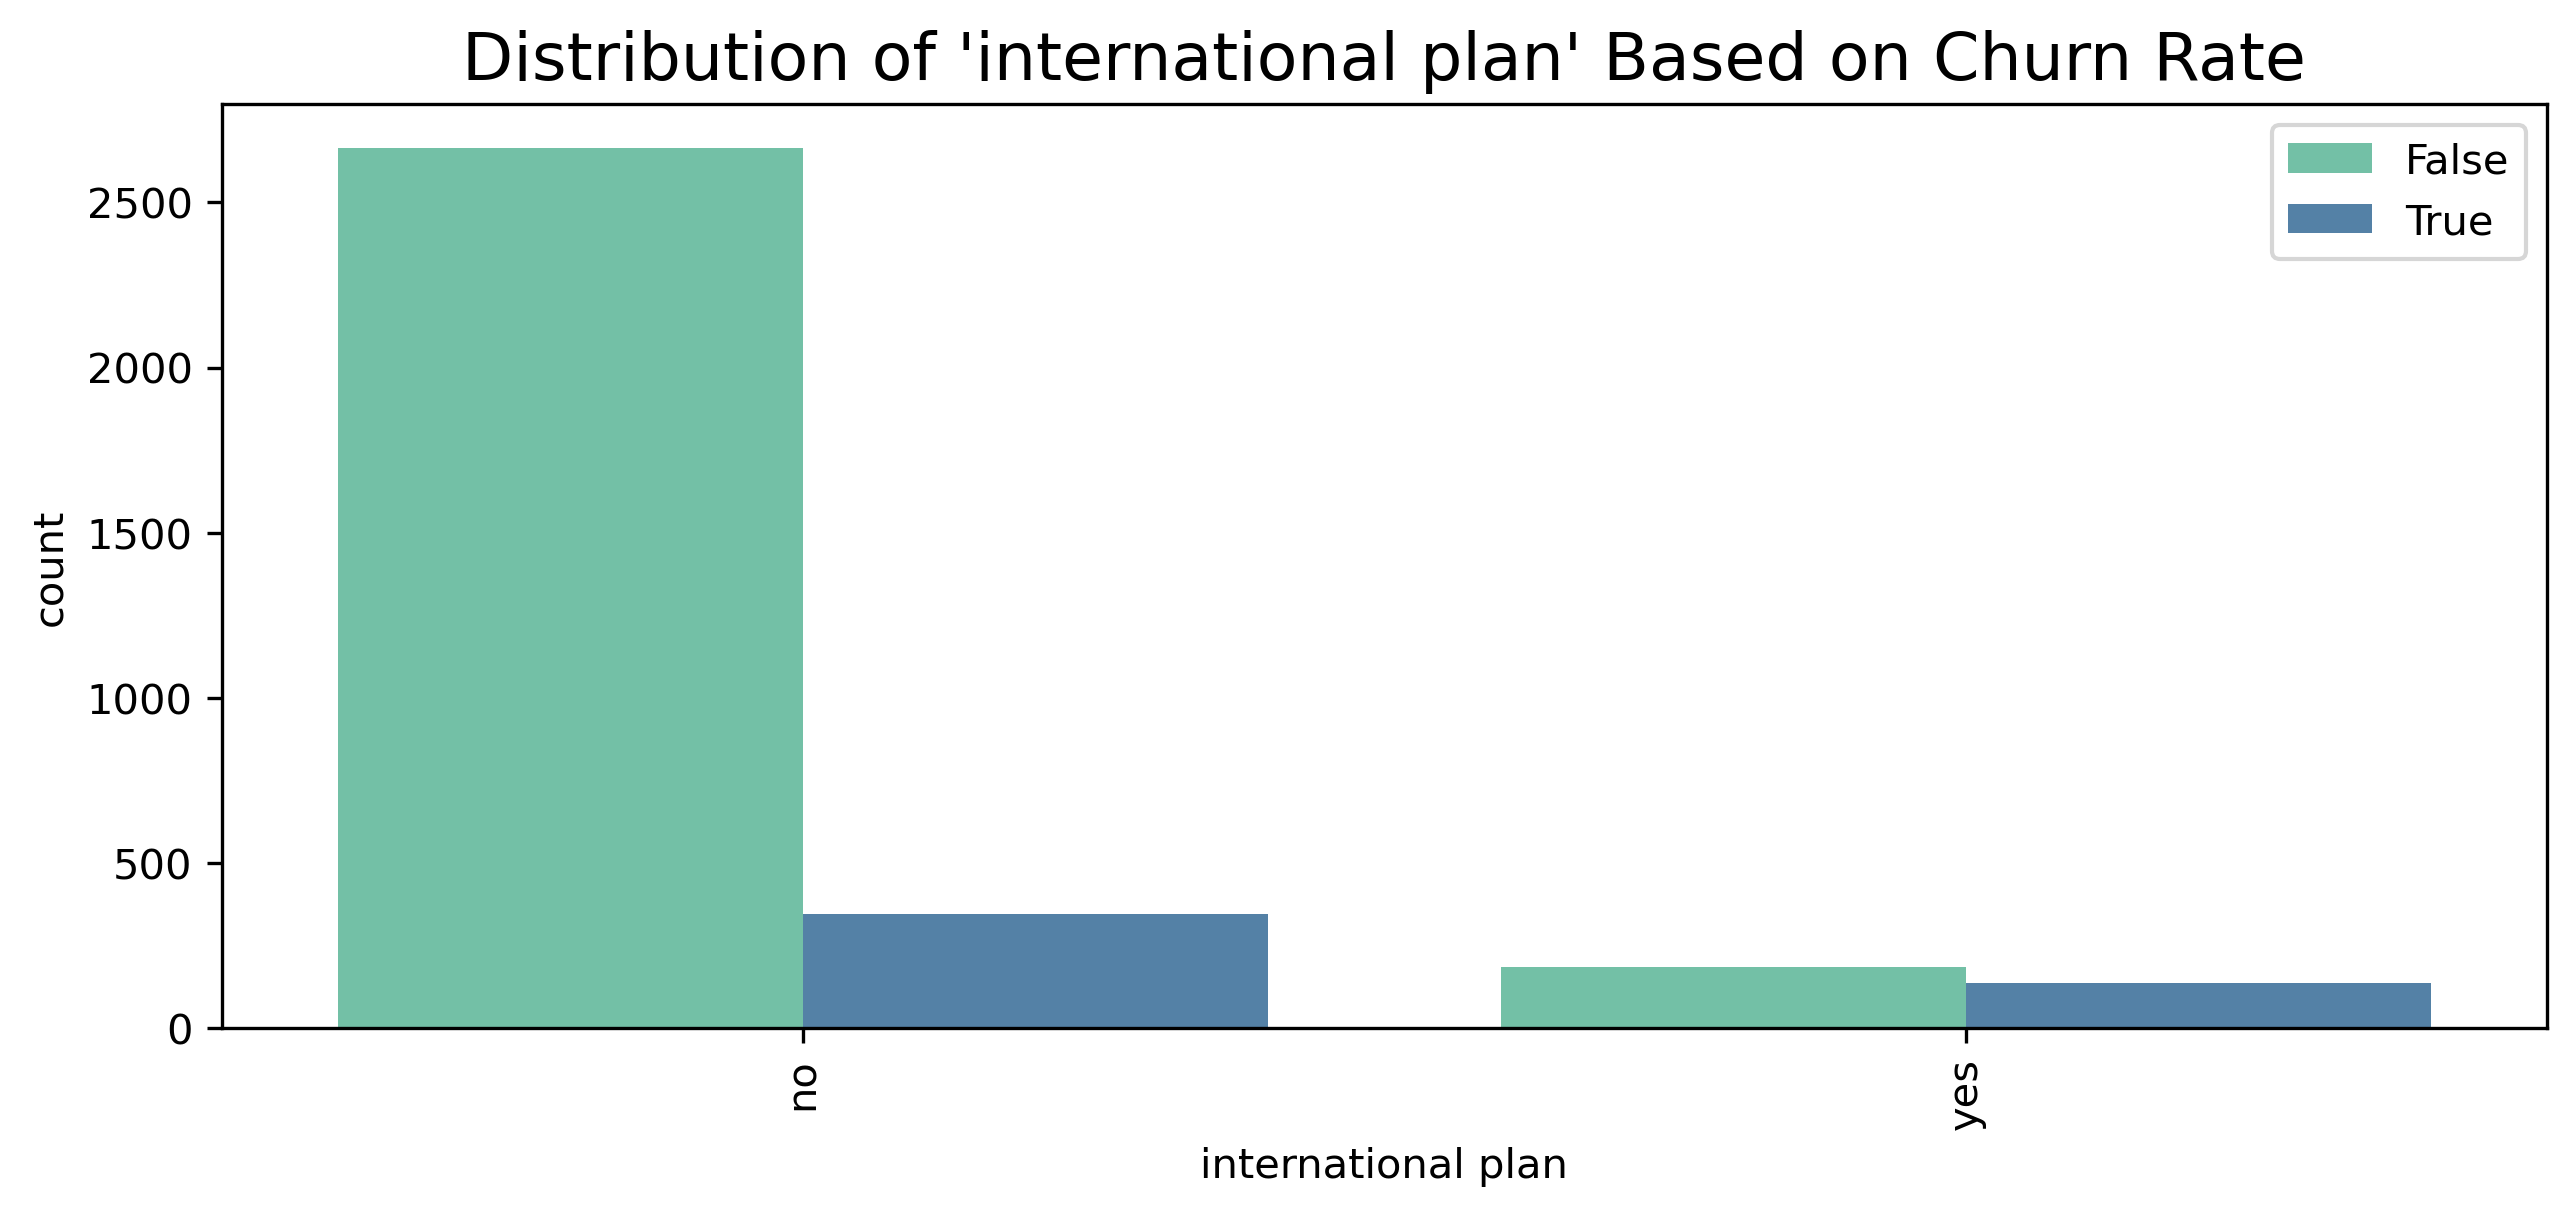 Distribution of 'international plan' Based on Churn Rate
False
True
2500
2000
1500
1000
500
0
count
no
yes
international plan